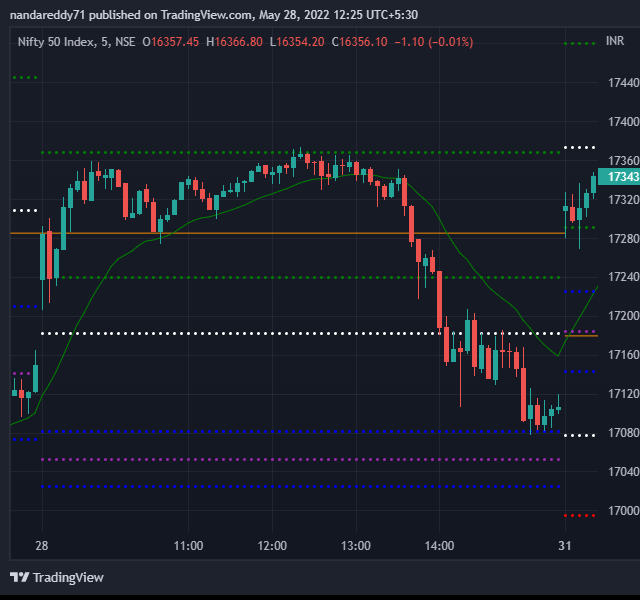 nandareddy71 published on TradingView.com, May 28, 2022 12:25 UTC+5:30
Nifty 50 Index, 5, NSE O16357.45 H16366.80 L16354.20 C16356.10 −1.10 (−0.01%)
INR
17440
17400
17360
17343
17320
17280
17240
17200
17160
17120
17080
17040
17000
28 11:00 12:00 13:00 14:00 31
TradingView